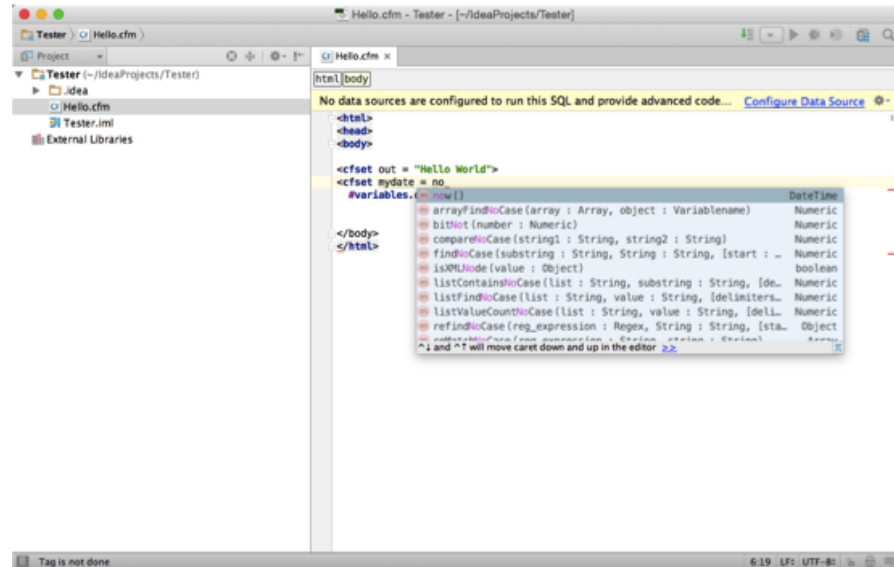 Hello.cfm - Tester - [~/IdeaProjects/Tester]
Tester Hello.cfm
Project
Hello.cfm ×
Tester (~/IdeaProjects/Tester)
.idea
Hello.cfm
Tester.iml
External Libraries
html body
No data sources are configured to run this SQL and provide advanced code... Configure Data Source
<html>
<head>
<body>
<cfset out = "Hello World">
<cfset mydate = no
#variables.
now() DateTime
arrayFindNoCase(array : Array, object : Variablename) Numeric
bitNot(number : Numeric) Numeric
compareNoCase(string1 : String, string2 : String) Numeric
findNoCase(substring : String, String : String, [start : … Numeric
isXMLNode(value : Object) boolean
listContainsNoCase(list : String, substring : String, [de… Numeric
listFindNoCase(list : String, value : String, [delimiters… Numeric
listValueCountNoCase(list : String, value : String, [deli… Numeric
refindNoCase(reg_expression : Regex, String : String, [sta… Object
^↓ and ^↑ will move caret down and up in the editor >>
</body>
</html>
Tag is not done
6:19 LF÷ UTF-8÷